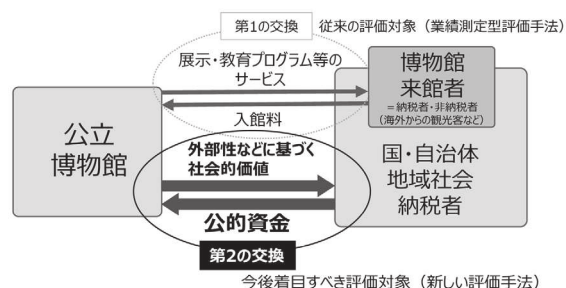 第1の交換 従来の評価対象（業績測定型評価手法）
展示・教育プログラム等の
サービス
入館料
博物館
来館者
＝納税者・非納税者
（海外からの観光客など）
公立
博物館
外部性などに基づく
社会的価値
公的資金
国・自治体
地域社会
納税者
第2の交換
今後着目すべき評価対象（新しい評価手法）